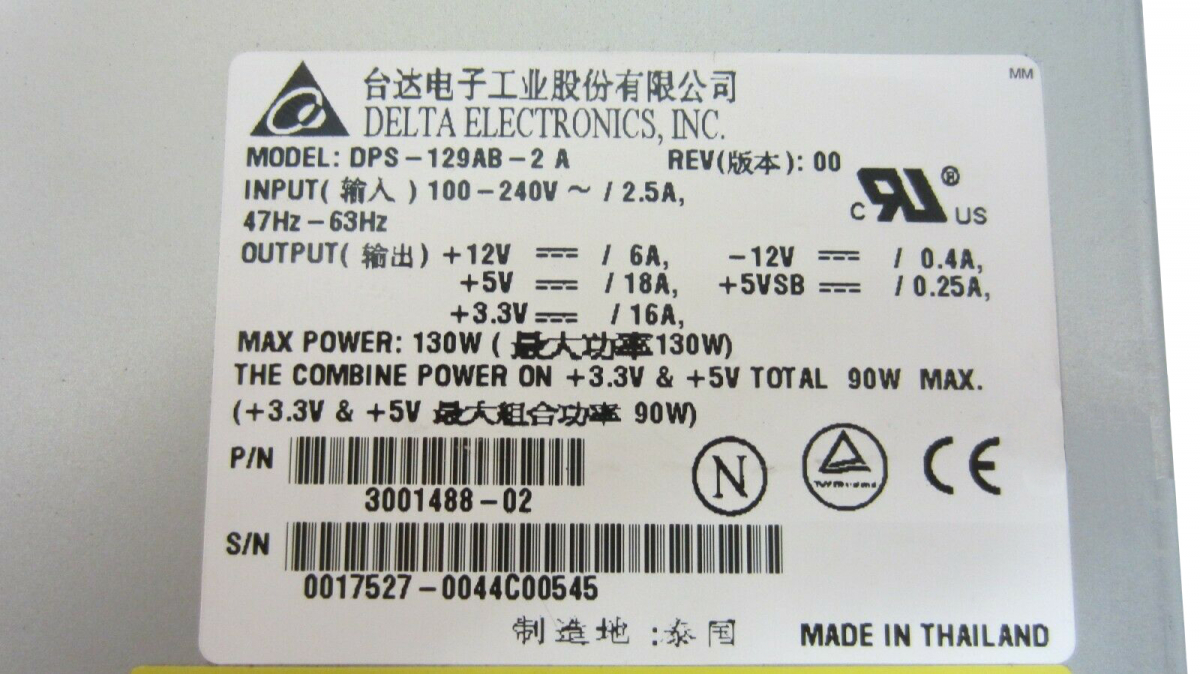 台达电子工业股份有限公司
MM
DELTA ELECTRONICS, INC.
MODEL: DPS-129AB-2 A REV(版本): 00
INPUT( 输入 ) 100-240V ~ / 2.5A,
47Hz-63Hz
OUTPUT( 输出) +12V ⎓ / 6A, -12V ⎓ / 0.4A,
+5V ⎓ / 18A, +5VSB ⎓ / 0.25A,
+3.3V ⎓ / 16A,
MAX POWER: 130W ( 最大功率130W)
THE COMBINE POWER ON +3.3V & +5V TOTAL 90W MAX.
(+3.3V & +5V 最大组合功率 90W)
C UR ® US
P/N
3001488-02
N
CE
S/N
0017527-0044C00545
制造地 :泰国 MADE IN THAILAND